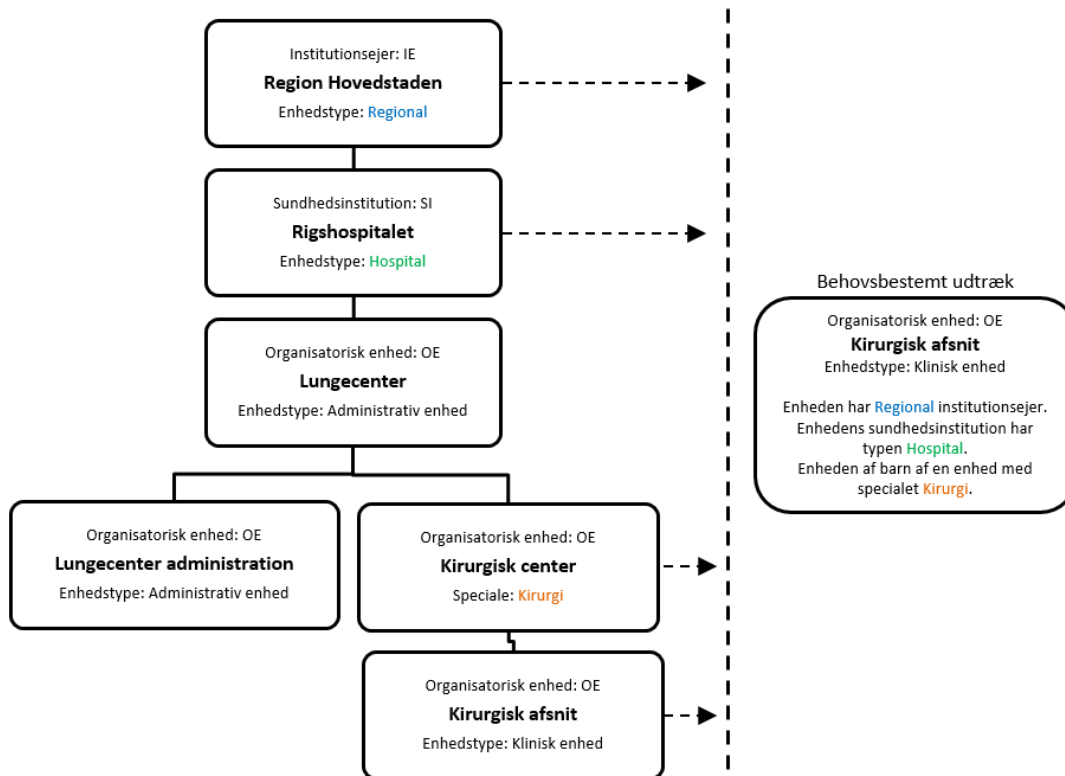 Institutionsejer: IE
Region Hovedstaden
Enhedstype: Regional
Sundhedsinstitution: SI
Rigshospitalet
Enhedstype: Hospital
Organisatorisk enhed: OE
Lungecenter
Enhedstype: Administrativ enhed
Organisatorisk enhed: OE
Lungecenter administration
Enhedstype: Administrativ enhed
Organisatorisk enhed: OE
Kirurgisk center
Speciale: Kirurgi
Organisatorisk enhed: OE
Kirurgisk afsnit
Enhedstype: Klinisk enhed
Behovsbestemt udtræk
Organisatorisk enhed: OE
Kirurgisk afsnit
Enhedstype: Klinisk enhed
Enheden har Regional institutionsejer.
Enhedens sundhedsinstitution har
typen Hospital.
Enheden af barn af en enhed med
specialet Kirurgi.